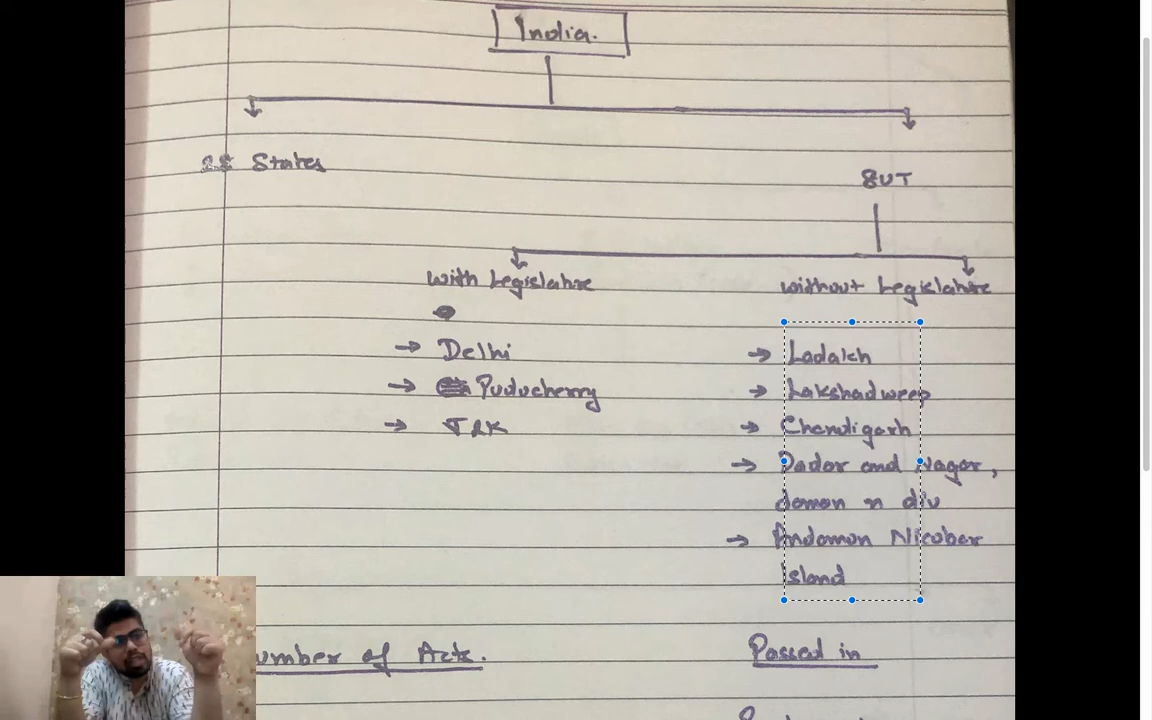 India.
28 States
8UT
with Legislature
without Legislature
→ Delhi
→ Puducherry
→ J&K
→ Ladakh
→ Lakshadweep
→ Chandigarh
→ Dadar and Nagar,
daman n diu
→ Andaman Nicobar
Island
umber of Acts.
Passed in